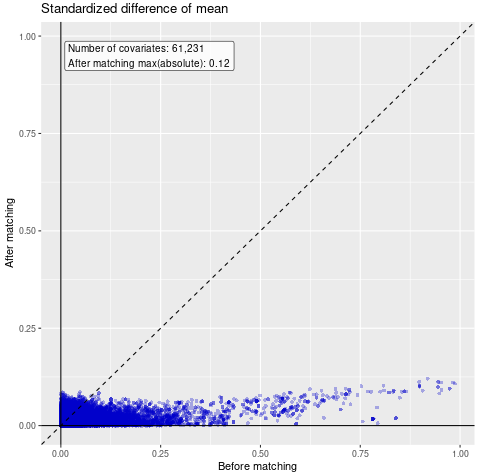 Standardized difference of mean
Number of covariates: 61,231
After matching max(absolute): 0.12
1.00
0.75
0.50
0.25
0.00
After matching
0.00
0.25
0.50
0.75
1.00
Before matching